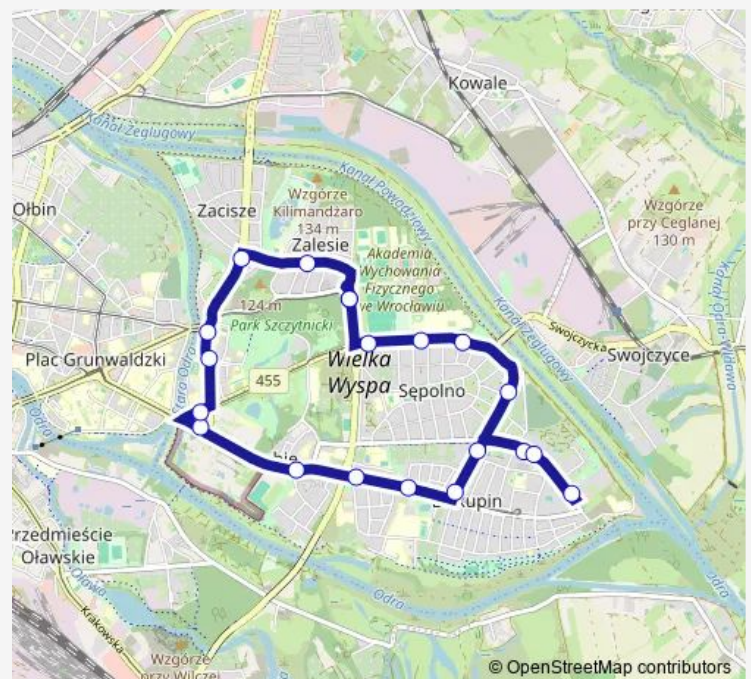 Kowale
Kanał Żeglugowy
Kanał Powodziowy
Wzgórze
Kilimandżaro
134 m
Zacisze
Zalesie
Ołbin
Wzgórze
przy Ceglanej
130 m
Akademia
Wychowania
Fizycznego
we Wrocławiu
124 m
Park Szczytnicki
Kanał Żeglugowy
Kanał Odra-Widawa
Swojczycka
Swojczyce
Plac Grunwaldzki
Stara Odra
455
Wielka
Wyspa
Sępolno
Odra
bie
kupin
Przedmieście
Oławskie
Oława
Odra
Odra
Krakowska
Wzgórze
przy Wilczej
© OpenStreetMap contributors